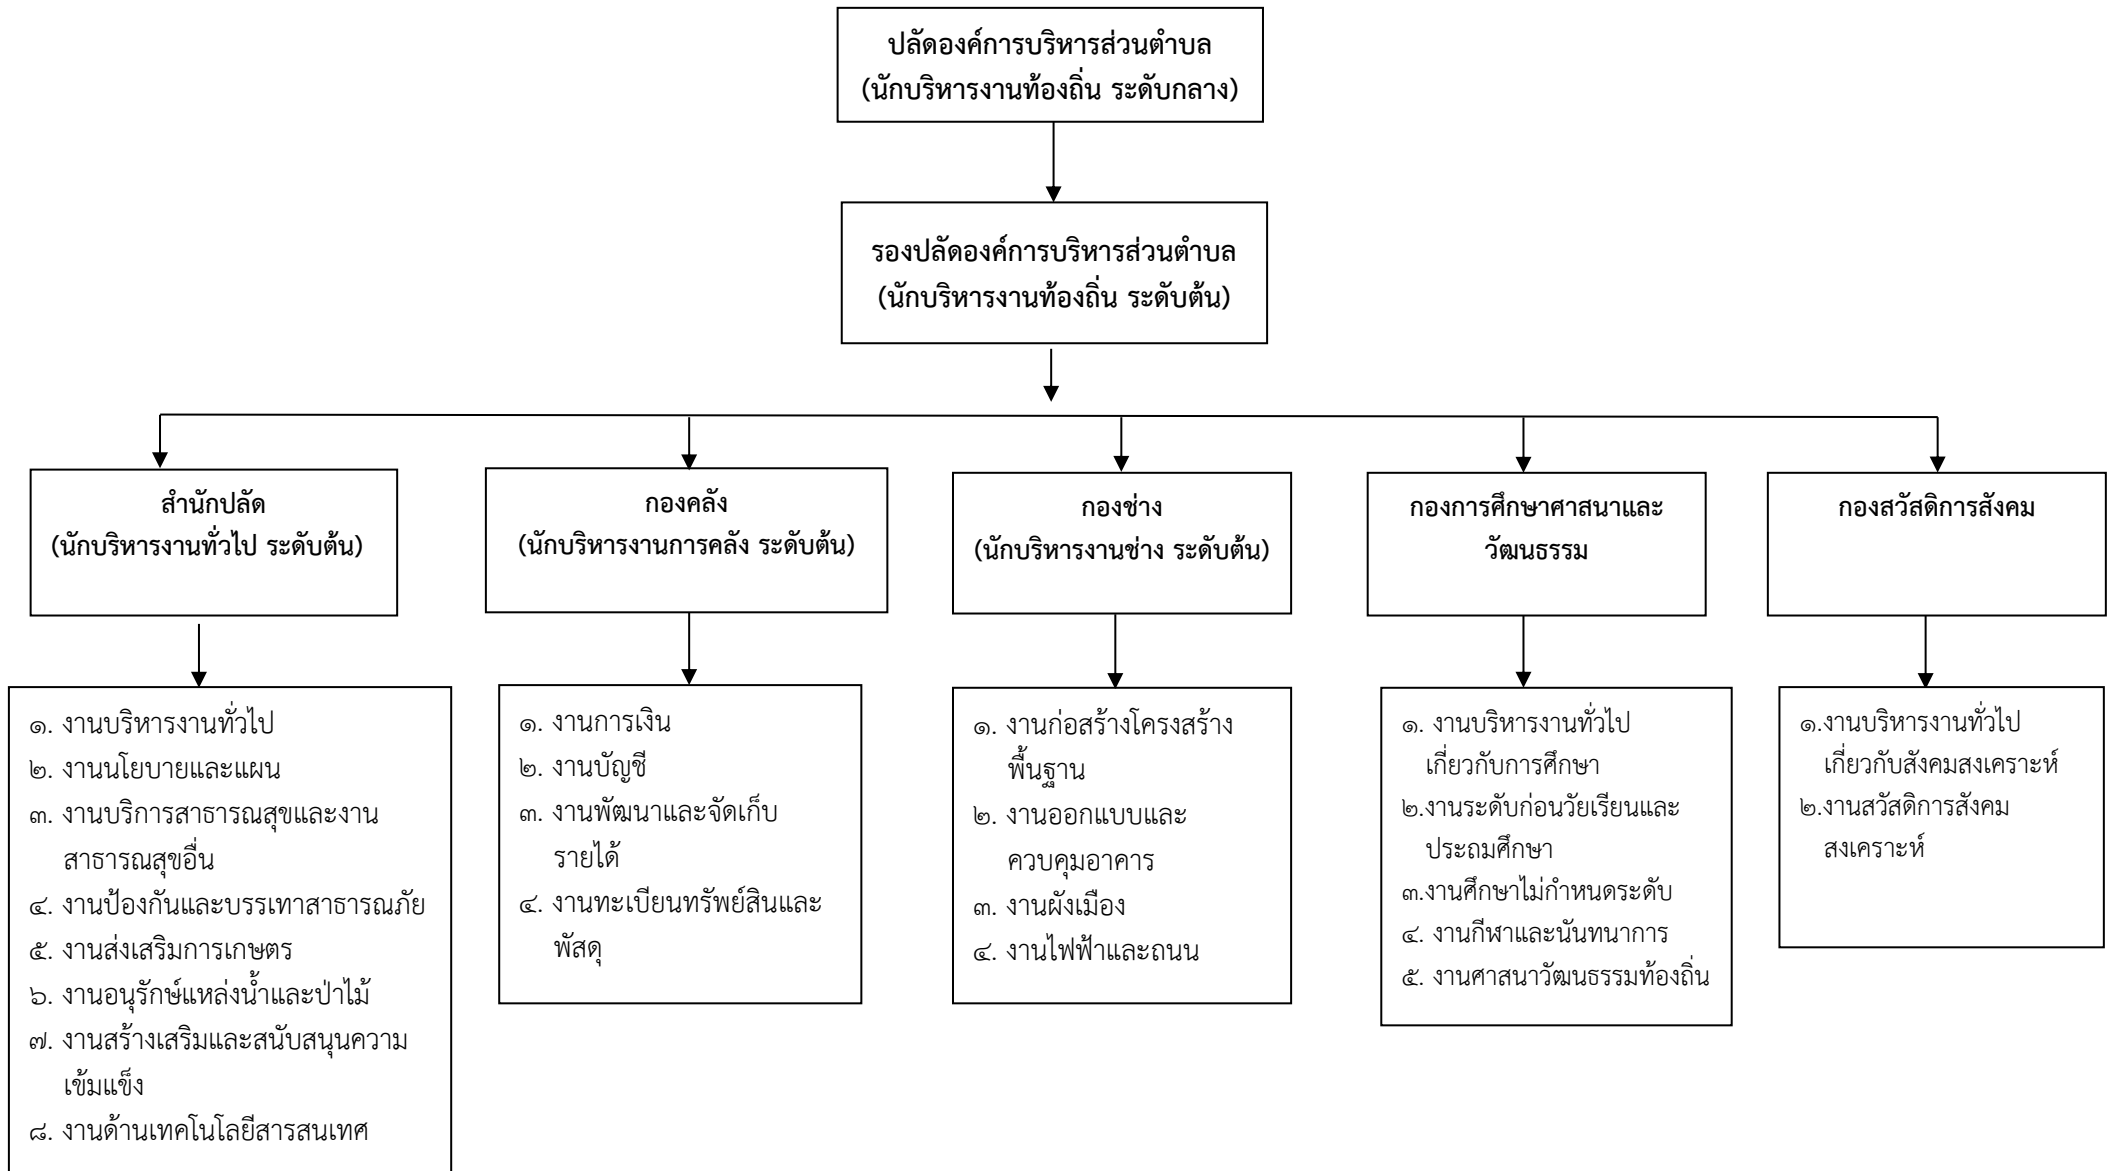 ปลัดองค์การบริหารส่วนตำบล
(นักบริหารงานท้องถิ่น ระดับกลาง)
รองปลัดองค์การบริหารส่วนตำบล
(นักบริหารงานท้องถิ่น ระดับต้น)
สำนักปลัด
(นักบริหารงานทั่วไป ระดับต้น)
กองคลัง
(นักบริหารงานการคลัง ระดับต้น)
กองช่าง
(นักบริหารงานช่าง ระดับต้น)
กองการศึกษาศาสนาและ
วัฒนธรรม
กองสวัสดิการสังคม
๑. งานบริหารงานทั่วไป
๒. งานนโยบายและแผน
๓. งานบริการสาธารณสุขและงาน
สาธารณสุขอื่น
๔. งานป้องกันและบรรเทาสาธารณภัย
๕. งานส่งเสริมการเกษตร
๖. งานอนุรักษ์แหล่งน้ำและป่าไม้
๗. งานสร้างเสริมและสนับสนุนความ
เข้มแข็ง
๘. งานด้านเทคโนโลยีสารสนเทศ
๑. งานการเงิน
๒. งานบัญชี
๓. งานพัฒนาและจัดเก็บ
รายได้
๔. งานทะเบียนทรัพย์สินและ
พัสดุ
๑. งานก่อสร้างโครงสร้าง
พื้นฐาน
๒. งานออกแบบและ
ควบคุมอาคาร
๓. งานผังเมือง
๔. งานไฟฟ้าและถนน
๑. งานบริหารงานทั่วไป
เกี่ยวกับการศึกษา
๒.งานระดับก่อนวัยเรียนและ
ประถมศึกษา
๓.งานศึกษาไม่กำหนดระดับ
๔. งานกีฬาและนันทนาการ
๕. งานศาสนาวัฒนธรรมท้องถิ่น
๑.งานบริหารงานทั่วไป
เกี่ยวกับสังคมสงเคราะห์
๒.งานสวัสดิการสังคม
สงเคราะห์